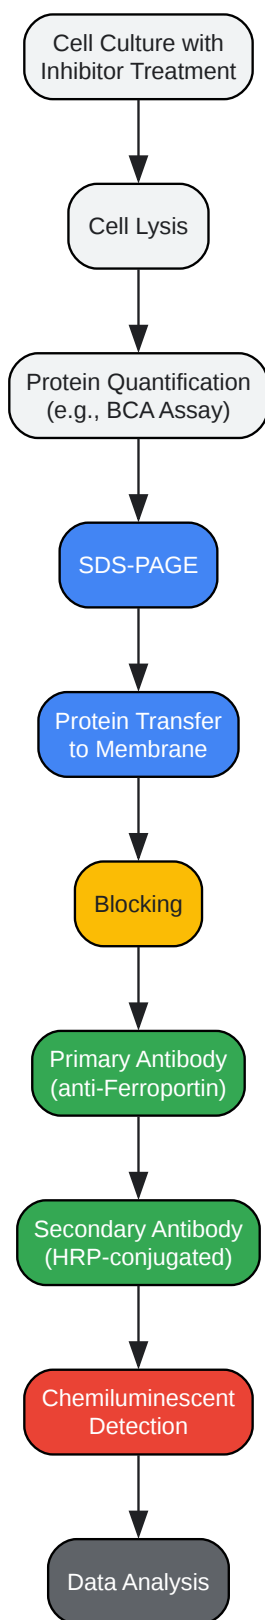 Cell Culture with
Inhibitor Treatment
Cell Lysis
Protein Quantification
(e.g., BCA Assay)
SDS-PAGE
Protein Transfer
to Membrane
Blocking
Primary Antibody
(anti-Ferroportin)
Secondary Antibody
(HRP-conjugated)
Chemiluminescent
Detection
Data Analysis